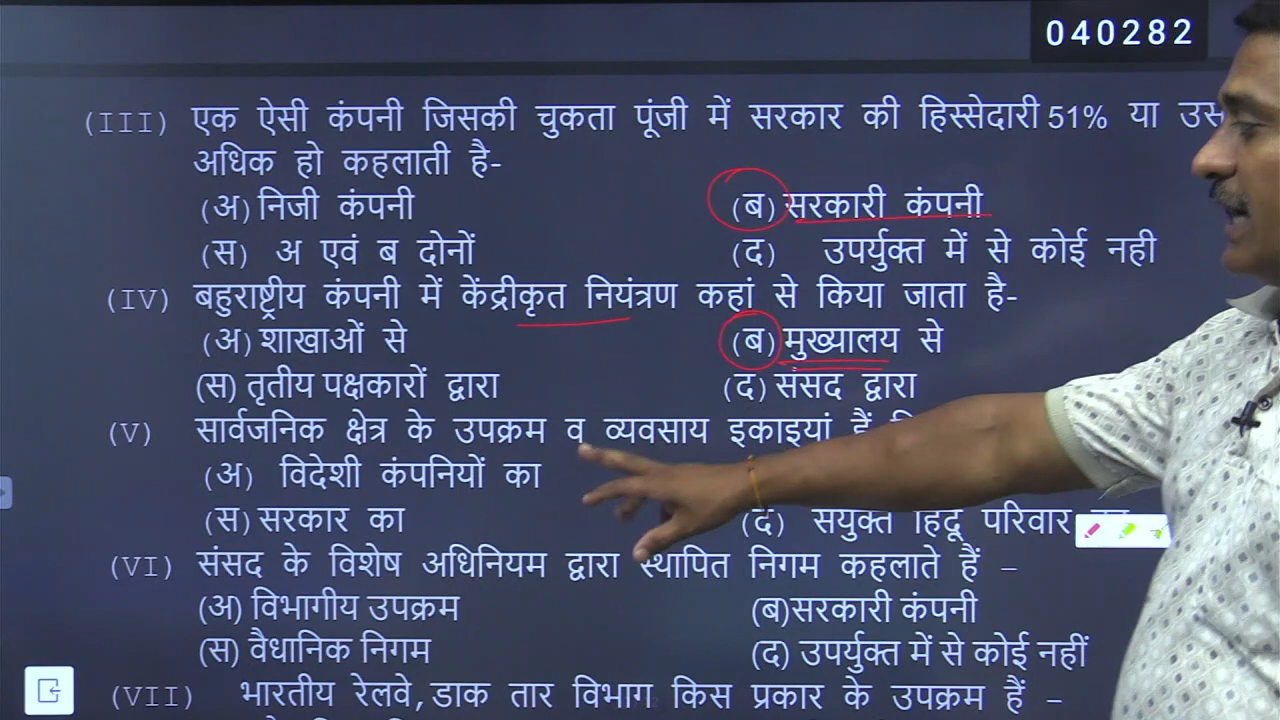 040282
(III) एक ऐसी कंपनी जिसकी चुकता पूंजी में सरकार की हिस्सेदारी 51% या
अधिक हो कहलाती है-
(अ) निजी कंपनी (ब) सरकारी कंपनी
(स) अ एवं ब दोनों (द) उपर्युक्त में से कोई नही
(IV) बहुराष्ट्रीय कंपनी में केंद्रीकृत नियंत्रण कहां से किया जाता है-
(अ) शाखाओं से (ब) मुख्यालय से
(स) तृतीय पक्षकारों द्वारा (द) संसद द्वारा
(V) सार्वजनिक क्षेत्र के उपक्रम व व्यवसाय इकाइयां हैं
(अ) विदेशी कंपनियों का
(स) सरकार का (द) संयुक्त हिंदू परिवार
(VI) संसद के विशेष अधिनियम द्वारा स्थापित निगम कहलाते हैं –
(अ) विभागीय उपक्रम (ब)सरकारी कंपनी
(स) वैधानिक निगम (द) उपर्युक्त में से कोई नहीं
(VII) भारतीय रेलवे,डाक तार विभाग किस प्रकार के उपक्रम हैं –